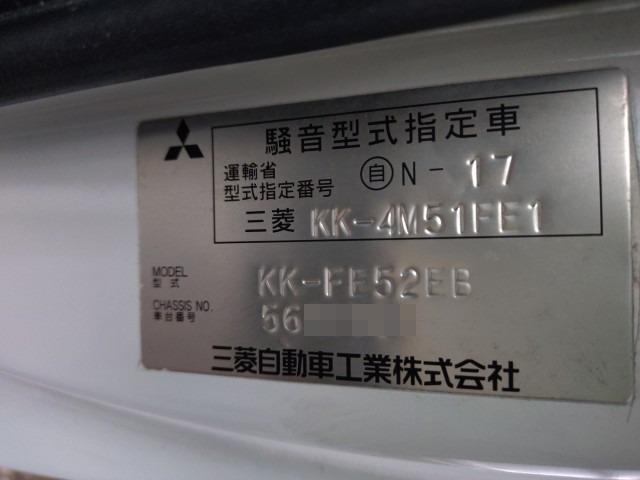 騒音型式指定車
運輸省
型式指定番号 自 N - 17
三菱 KK-4M51FE1
MODEL
型式 KK-FE52EB
CHASSIS NO.
車台番号 56
三菱自動車工業株式会社